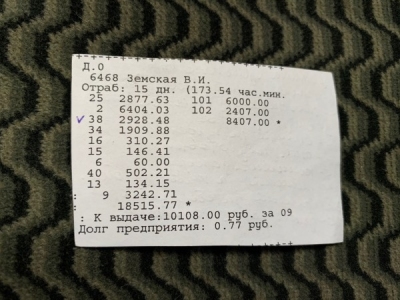 +-+-+-+-+-+-+-+-+-+-+-+-+-
Д.0
6468 Земская В.И.
Отраб: 15 дн. (173.54 час.мин.
25 2877.63 101 6000.00
2 6404.03 102 2407.00
✓ 38 2928.48 8407.00 *
34 1909.88
16 310.27
15 146.41
6 60.00
40 502.21
13 134.15
: 9 3242.71
: 18515.77 *
: К выдаче:10108.00 руб. за 09
Долг предприятия: 0.77 руб.